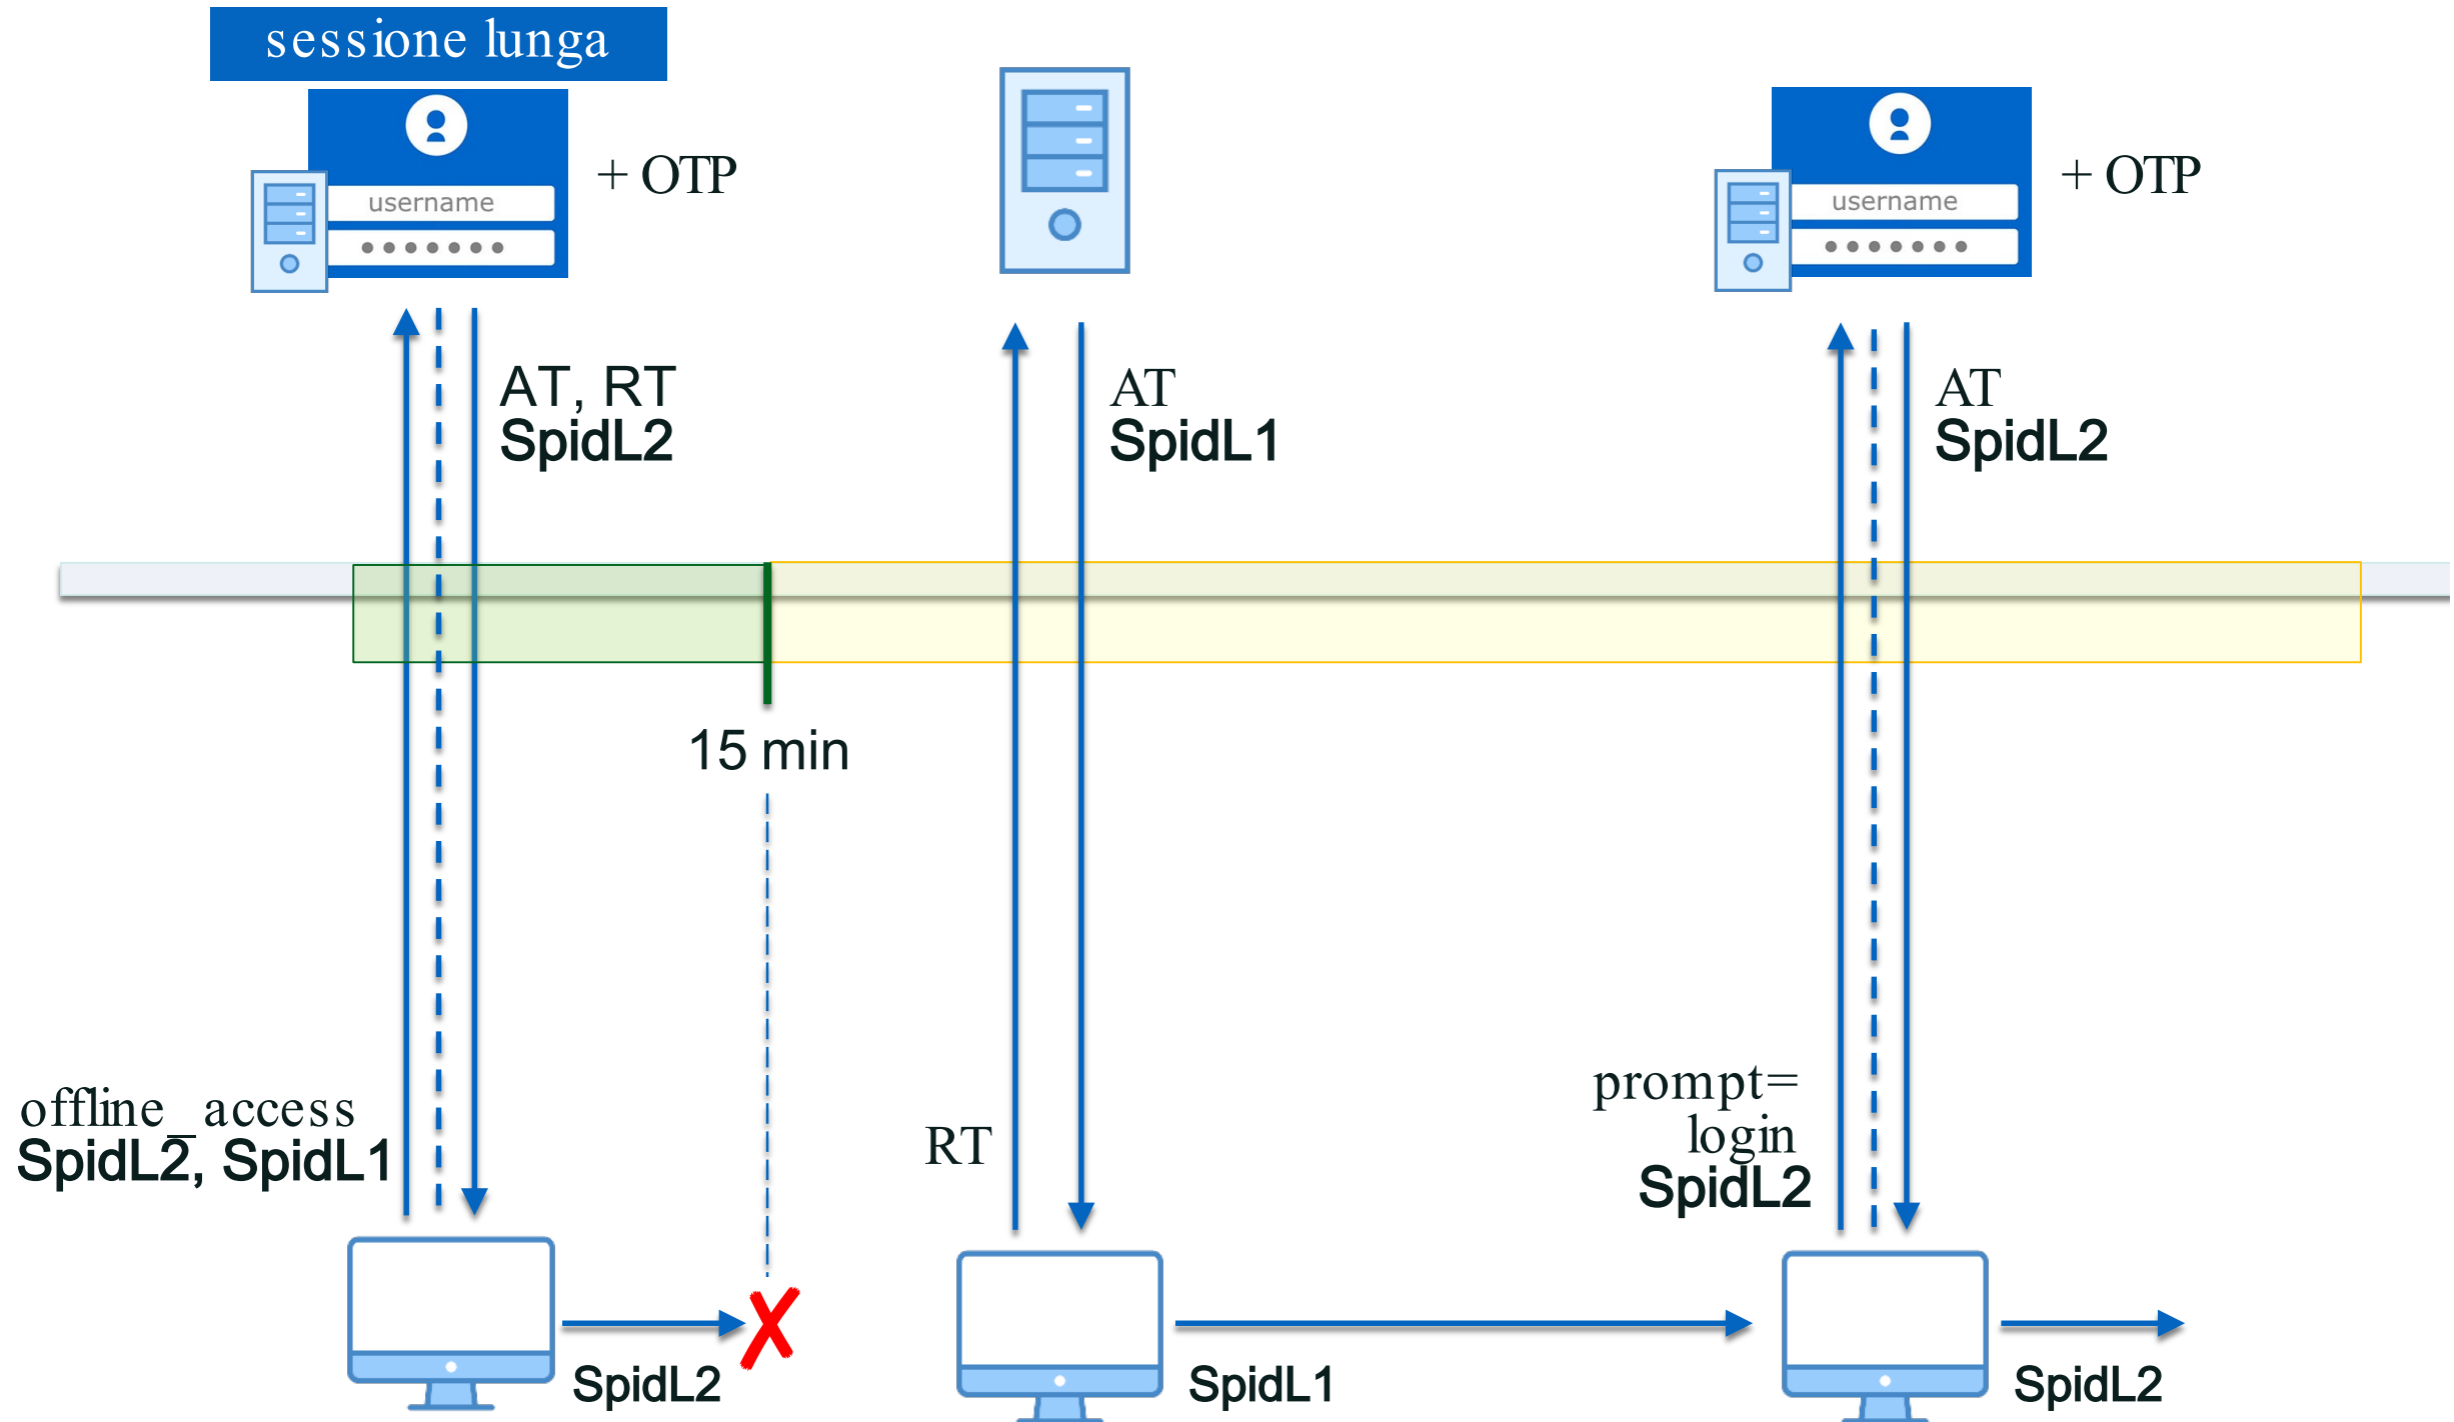 sessione lunga
username
+ OTP
username
+ OTP
AT, RT
SpidL2
AT
SpidL1
AT
SpidL2
15 min
offline_access
SpidL2, SpidL1
RT
prompt=
login
SpidL2
SpidL2
SpidL1
SpidL2